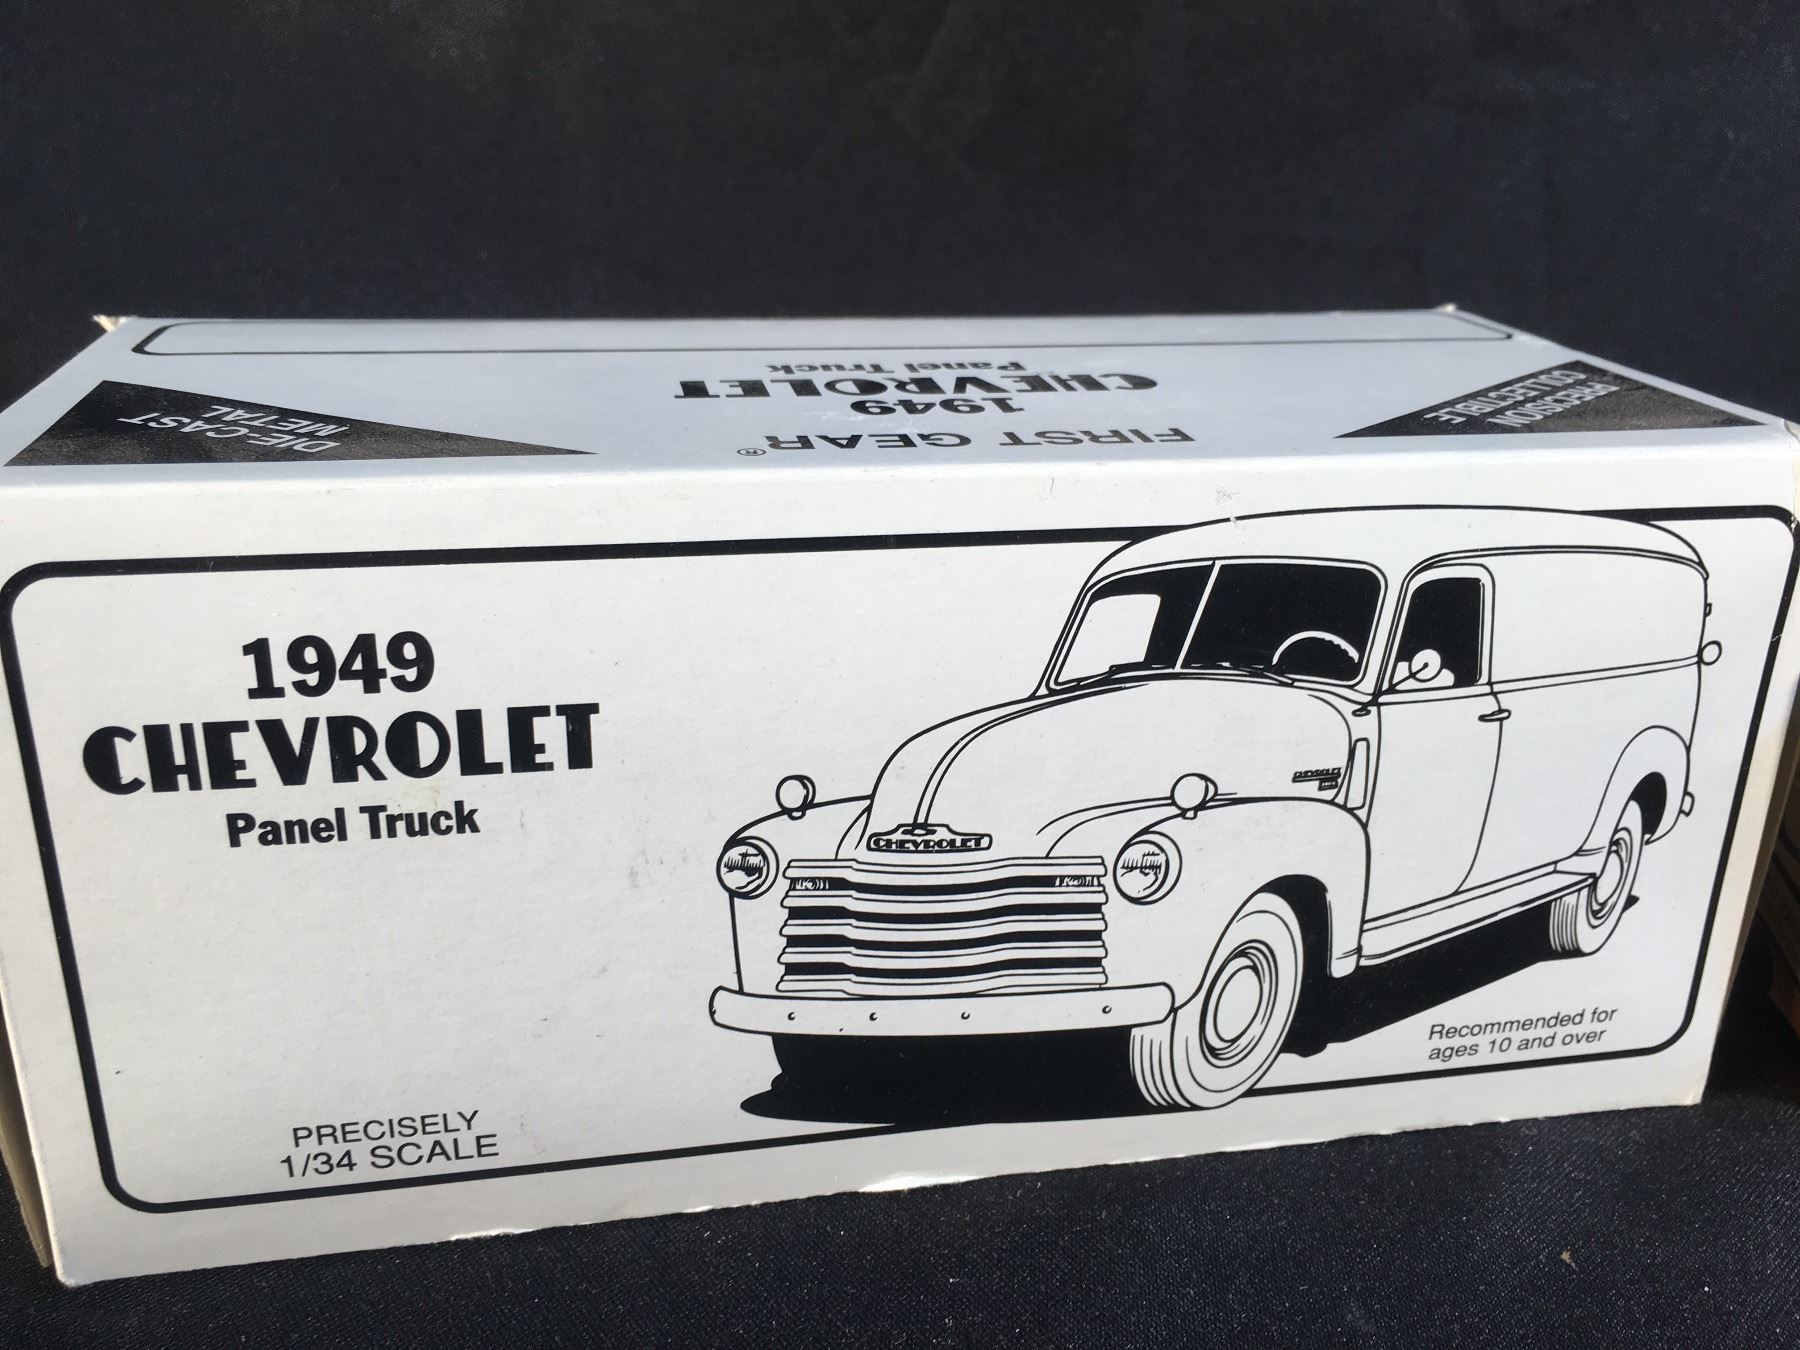 FIRST GEAR®
1949
CHEVROLET
Panel Truck
DIE-CAST
METAL
PRECISION
COLLECTIBLE
1949
CHEVROLET
Panel Truck
CHEVROLET
CHEVROLET
PRECISELY
1/34 SCALE
Recommended for
ages 10 and over